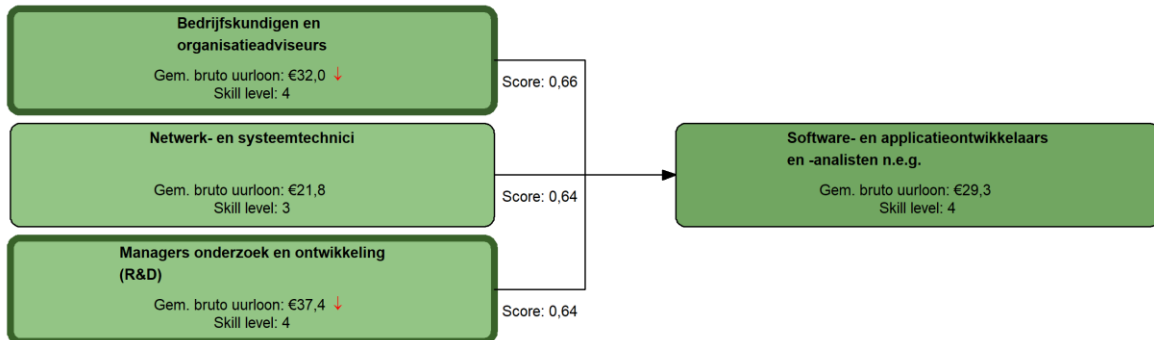 Bedrijfskundigen en
organisatieadviseurs
Gem. bruto uurloon: €32,0 ↓
Skill level: 4
Score: 0,66
Netwerk- en systeemtechnici
Gem. bruto uurloon: €21,8
Skill level: 3
Score: 0,64
Managers onderzoek en ontwikkeling
(R&D)
Gem. bruto uurloon: €37,4 ↓
Skill level: 4
Score: 0,64
Software- en applicatieontwikkelaars
en -analisten n.e.g.
Gem. bruto uurloon: €29,3
Skill level: 4